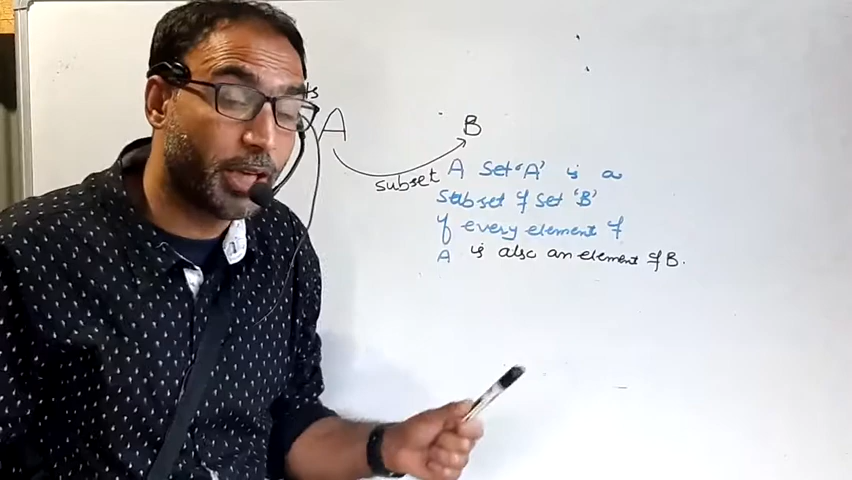 A
B
subset
A set 'A' is a
subset of set 'B'
if every element of
A is also an element of B.